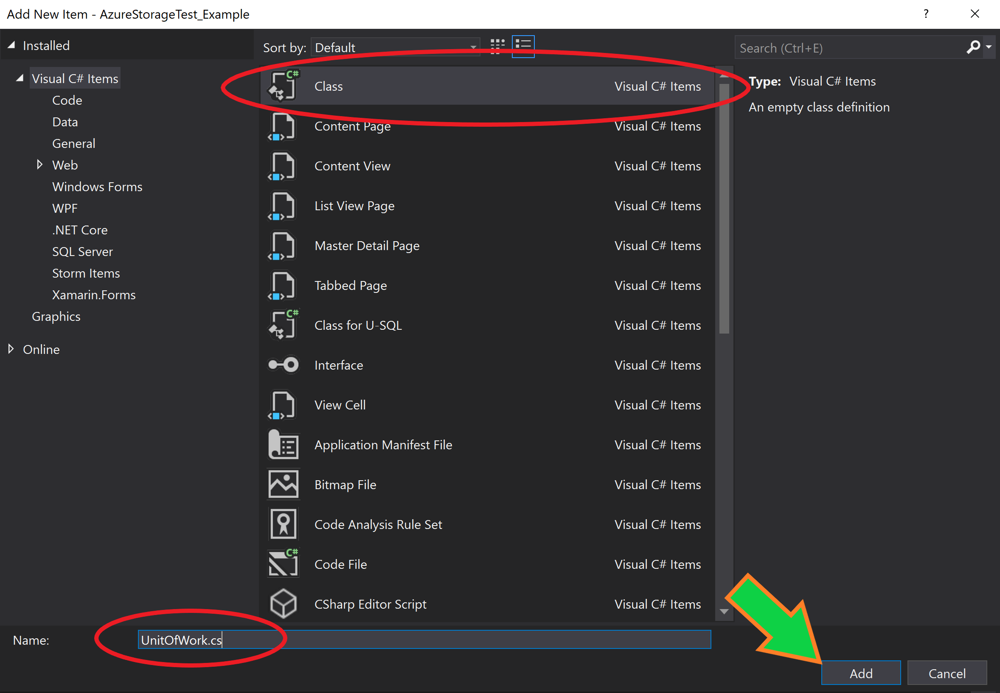 Add New Item - AzureStorageTest_Example
?
Installed
Sort by: Default
Search (Ctrl+E)
Visual C# Items
Code
Data
General
Web
Windows Forms
WPF
.NET Core
SQL Server
Storm Items
Xamarin.Forms
Graphics
Online
C# Class Visual C# Items
Content Page Visual C# Items
Content View Visual C# Items
List View Page Visual C# Items
Master Detail Page Visual C# Items
Tabbed Page Visual C# Items
C# Class for U-SQL Visual C# Items
Interface Visual C# Items
View Cell Visual C# Items
Application Manifest File Visual C# Items
Bitmap File Visual C# Items
Code Analysis Rule Set Visual C# Items
C# Code File Visual C# Items
CSharp Editor Script Visual C# Items
Type: Visual C# Items
An empty class definition
Name: UnitOfWork.cs
Add Cancel